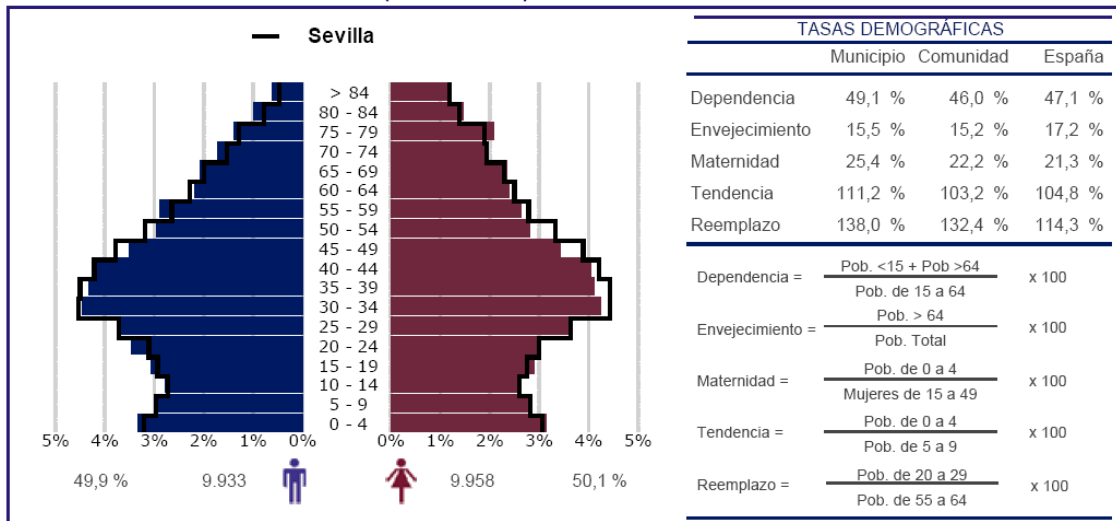 Sevilla
> 84
80 - 84
75 - 79
70 - 74
65 - 69
60 - 64
55 - 59
50 - 54
45 - 49
40 - 44
35 - 39
30 - 34
25 - 29
20 - 24
15 - 19
10 - 14
5 - 9
0 - 4
5% 4% 3% 2% 1% 0% 0% 1% 2% 3% 4% 5%
49,9 % 9.933 9.958 50,1 %
TASAS DEMOGRÁFICAS
Municipio Comunidad España
Dependencia 49,1 % 46,0 % 47,1 %
Envejecimiento 15,5 % 15,2 % 17,2 %
Maternidad 25,4 % 22,2 % 21,3 %
Tendencia 111,2 % 103,2 % 104,8 %
Reemplazo 138,0 % 132,4 % 114,3 %
Pob. <15 + Pob >64
Dependencia = x 100
Pob. de 15 a 64
Pob. > 64
Envejecimiento = x 100
Pob. Total
Pob. de 0 a 4
Maternidad = x 100
Mujeres de 15 a 49
Pob. de 0 a 4
Tendencia = x 100
Pob. de 5 a 9
Pob. de 20 a 29
Reemplazo = x 100
Pob. de 55 a 64